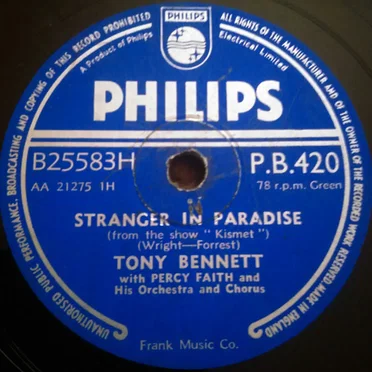 UNAUTHORISED PUBLIC PERFORMANCE, BROADCASTING AND COPYING OF THIS RECORD PROHIBITED
ALL RIGHTS OF THE MANUFACTURER AND OF THE OWNER OF THE RECORDED WORK RESERVED. MADE IN ENGLAND
A Product of Philips
Electrical Limited
PHILIPS
PHILIPS
B25583H
P.B.420
AA 21275 1H
78 r.p.m. Green
STRANGER IN PARADISE
(from the show "Kismet")
(Wright—Forrest)
TONY BENNETT
with PERCY FAITH and
His Orchestra and Chorus
Frank Music Co.